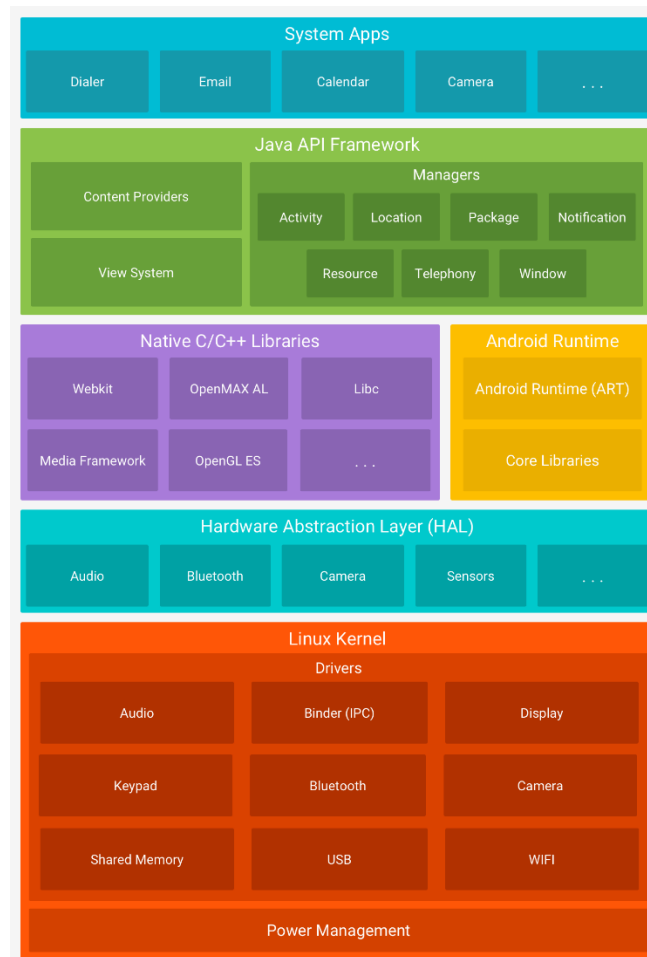 System Apps
Dialer
Email
Calendar
Camera
. . .
Java API Framework
Content Providers
View System
Managers
Activity
Location
Package
Notification
Resource
Telephony
Window
Native C/C++ Libraries
Webkit
OpenMAX AL
Libc
Media Framework
OpenGL ES
. . .
Android Runtime
Android Runtime (ART)
Core Libraries
Hardware Abstraction Layer (HAL)
Audio
Bluetooth
Camera
Sensors
. . .
Linux Kernel
Drivers
Audio
Binder (IPC)
Display
Keypad
Bluetooth
Camera
Shared Memory
USB
WIFI
Power Management